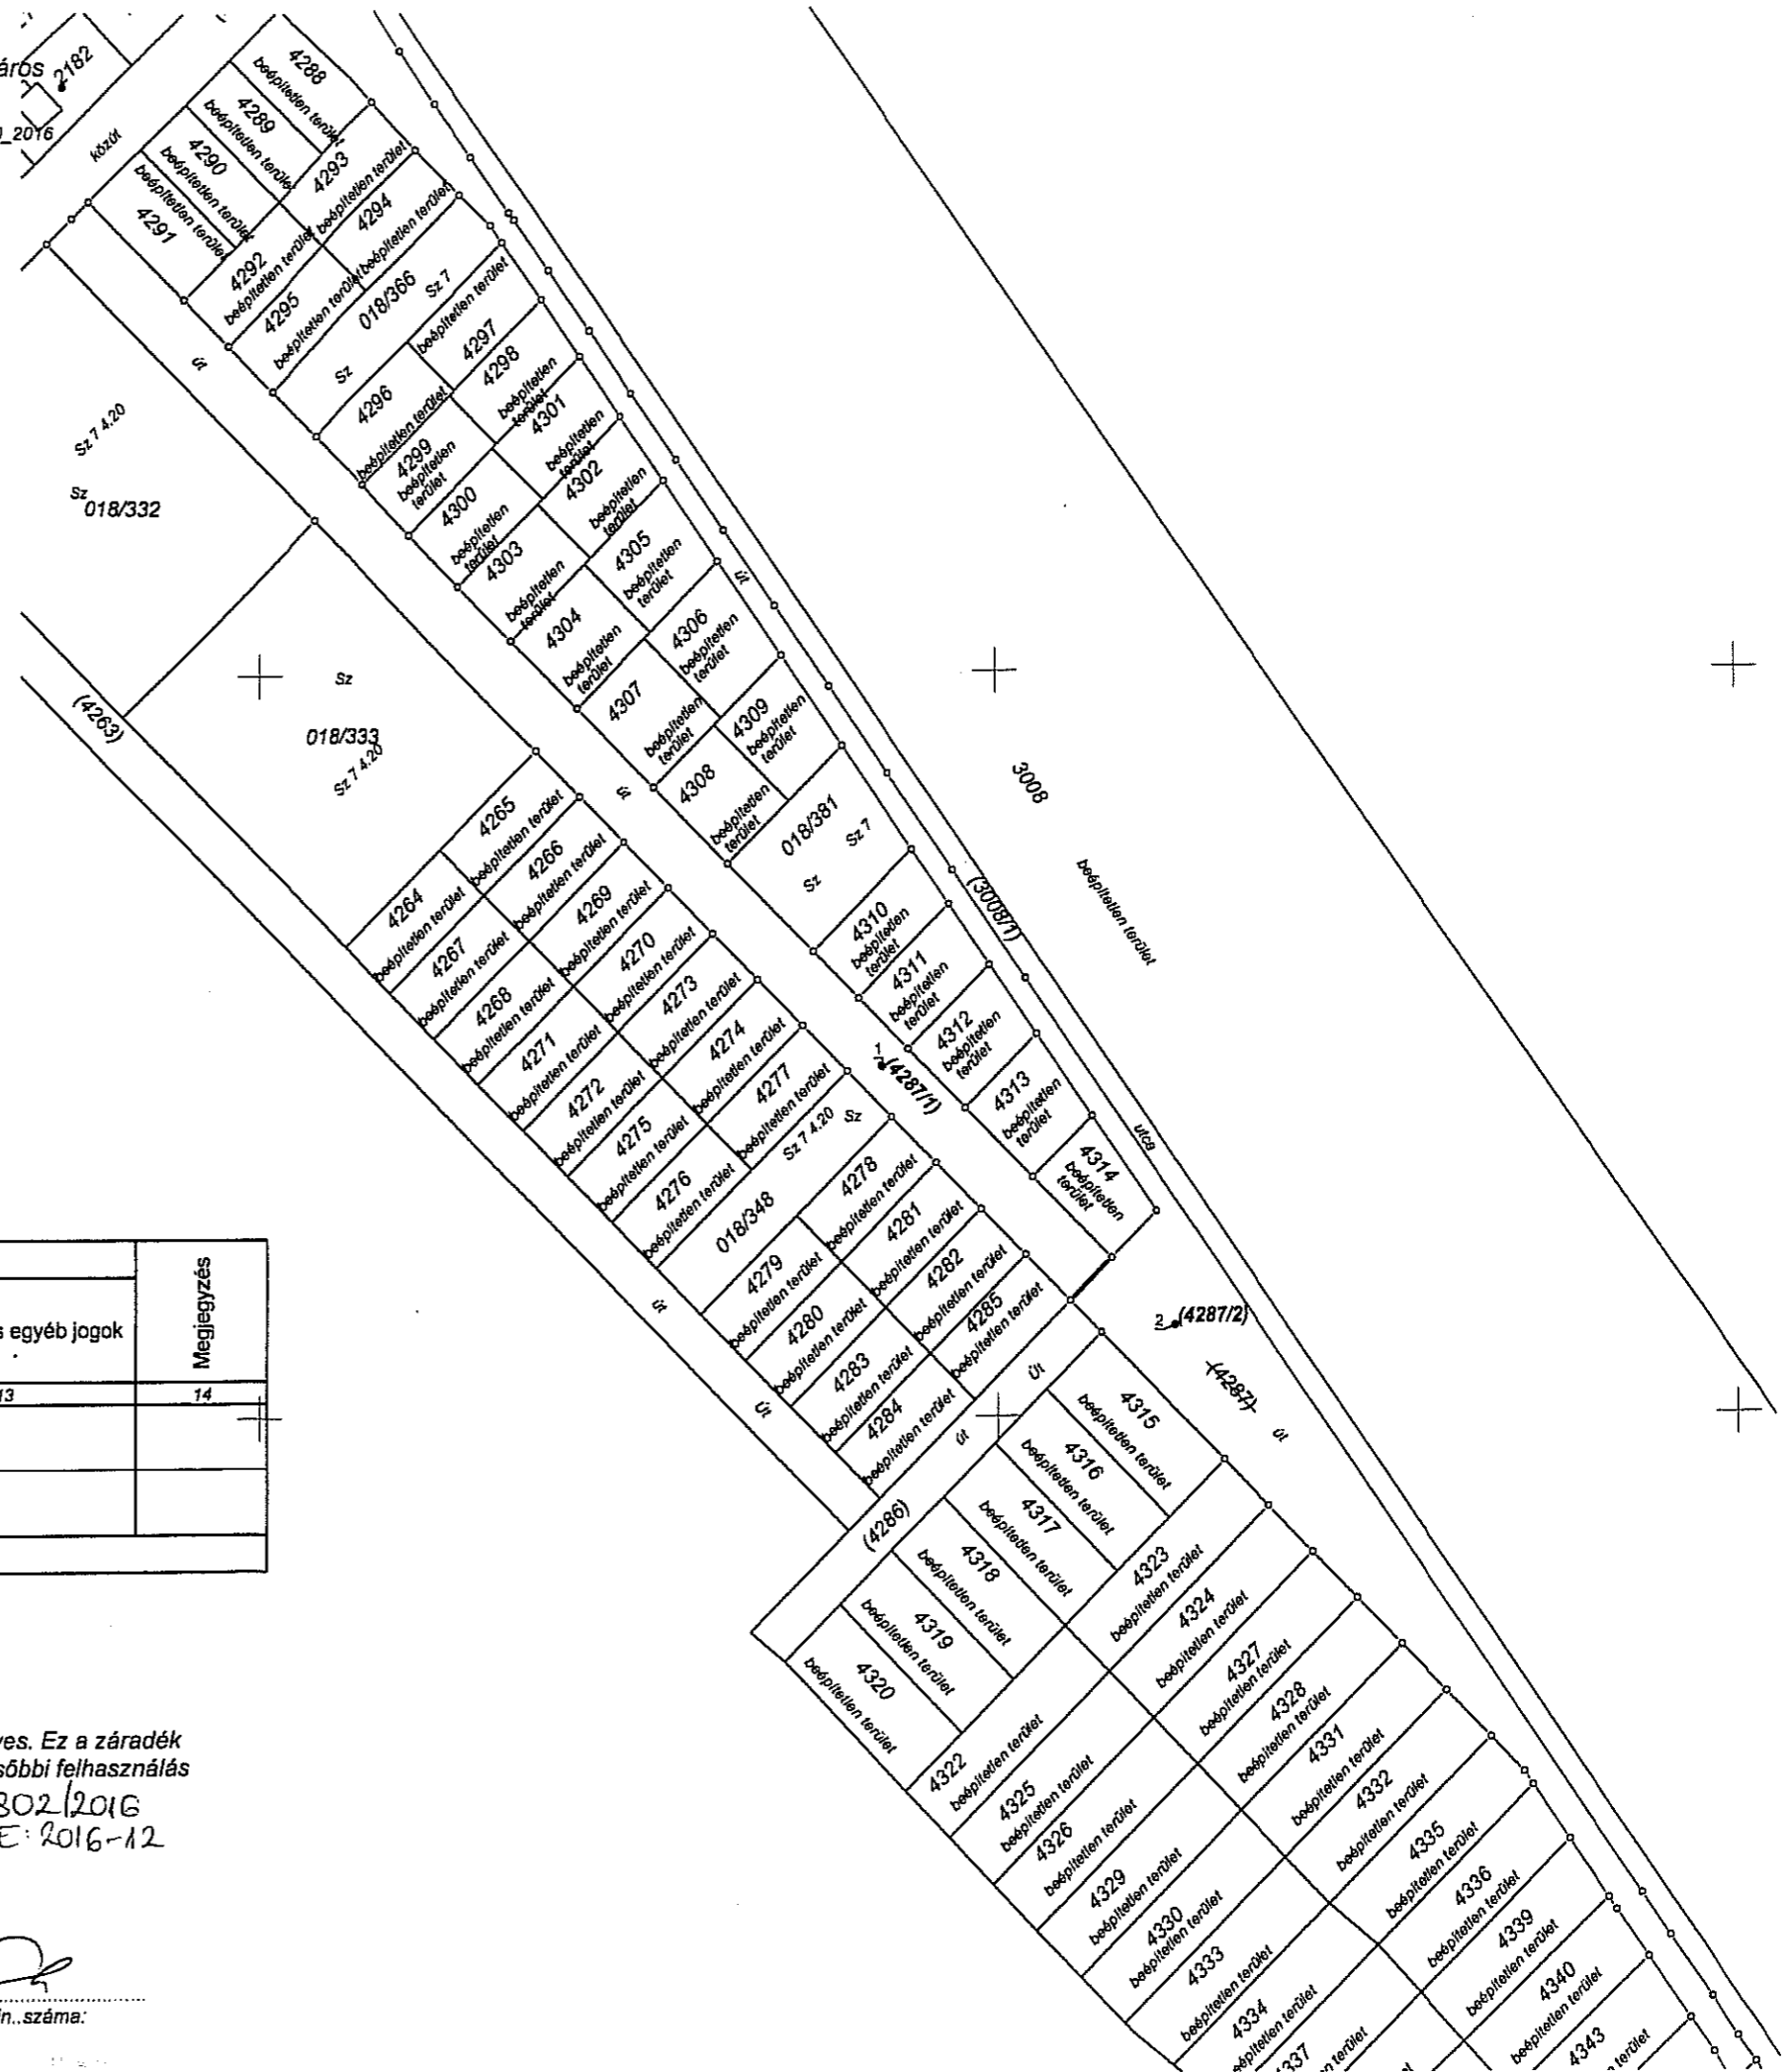 2182
_2016
közút
4288
beépítetlen terület
4289
beépítetlen terület
4290
beépítetlen terület
beépítetlen terület
4291
4293
beépítetlen terület
4292
beépítetlen terület
4294
beépítetlen terület
4295
beépítetlen terület
018/366
Sz 7
Sz
beépítetlen terület
4297
4296
beépítetlen terület
4298
beépítetlen
terület
4299
beépítetlen
terület
4301
beépítetlen
terület
4300
beépítetlen
terület
4302
beépítetlen
terület
4303
beépítetlen
terület
4305
beépítetlen
terület
4304
beépítetlen
terület
4306
beépítetlen
terület
4307
beépítetlen
terület
4309
beépítetlen
terület
4308
beépítetlen
terület
018/381
Sz 7
Sz
4310
beépítetlen
terület
4311
beépítetlen
terület
4312
beépítetlen
terület
4313
beépítetlen
terület
4314
beépítetlen
terület
út
Út
Út
(3008/1)
utca
3008
beépítetlen terület
Sz 7 4.20
Sz
018/332
Sz
018/333
Sz 7 4.20
(4263)
4265
beépítetlen terület
4264
beépítetlen terület
4266
beépítetlen terület
4267
beépítetlen terület
4269
beépítetlen terület
4268
beépítetlen terület
4270
beépítetlen terület
4271
beépítetlen terület
4273
beépítetlen terület
4272
beépítetlen terület
4274
beépítetlen terület
4275
beépítetlen terület
4277
beépítetlen terület
4276
beépítetlen terület
Sz 7 4.20
Sz
018/348
4278
beépítetlen terület
4279
beépítetlen terület
4281
beépítetlen terület
4280
beépítetlen terület
4282
beépítetlen terület
4283
beépítetlen terület
4285
beépítetlen terület
4284
beépítetlen terület
1
2
(4287/1)
2
(4287/2)
(4287)
út
Út
Út
Út
út
(4286)
4315
beépítetlen terület
4316
beépítetlen terület
4317
beépítetlen terület
4318
beépítetlen terület
4319
beépítetlen terület
4320
beépítetlen terület
4323
beépítetlen terület
4322
beépítetlen terület
4324
beépítetlen terület
4325
beépítetlen terület
4327
beépítetlen terület
4326
beépítetlen terület
4328
beépítetlen terület
4329
beépítetlen terület
4331
beépítetlen terület
4330
beépítetlen terület
4332
beépítetlen terület
4333
beépítetlen terület
4335
beépítetlen terület
4334
beépítetlen terület
4336
beépítetlen terület
4339
beépítetlen terület
4340
beépítetlen terület
4343
terület
337
terület
egyéb jogok
Megjegyzés
13
14
Ez a záradék
felhasználás
802/2016
E: 2016-12
száma: